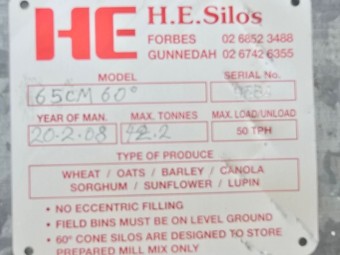 HE H.E.Silos
FORBES 02 6852 3488
GUNNEDAH 02 6742 6355
MODEL SERIAL No.
65CM 60°
YEAR OF MAN. MAX. TONNES MAX. LOAD/UNLOAD
20-2-08 42.2 50 TPH
TYPE OF PRODUCE
WHEAT / OATS / BARLEY / CANOLA
SORGHUM / SUNFLOWER / LUPIN
• NO ECCENTRIC FILLING
• FIELD BINS MUST BE ON LEVEL GROUND
• 60° CONE SILOS ARE DESIGNED TO STORE
PREPARED MILL MIX ONLY